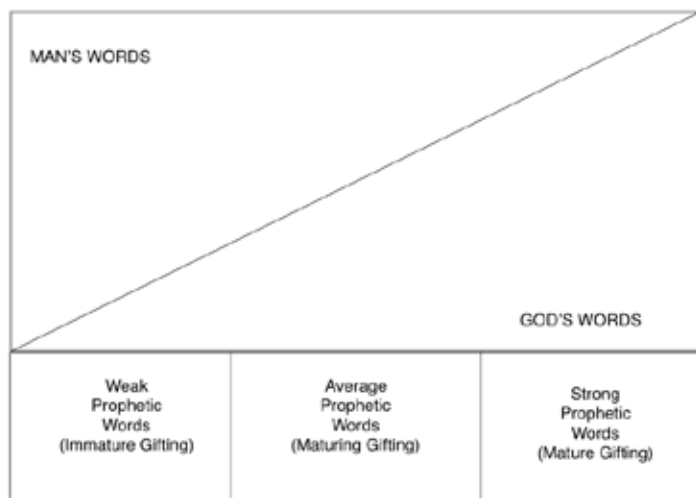 MAN'S WORDS
GOD'S WORDS
Weak
Prophetic
Words
(Immature Gifting)
Average
Prophetic
Words
(Maturing Gifting)
Strong
Prophetic
Words
(Mature Gifting)